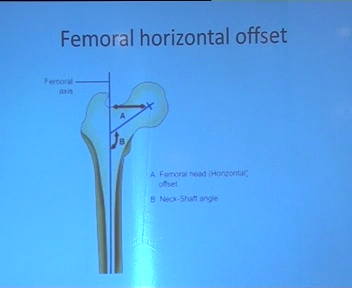 Femoral horizontal offset
Femoral
axis
A
B
A. Femoral head (Horizontal)
offset
B. Neck-Shaft angle